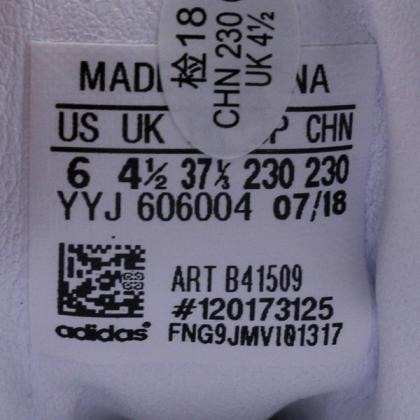 检18
CHN 230
UK 4½
MADE NA
US UK P CHN
6 4½ 37⅓ 230 230
YYJ 606004 07/18
ART B41509
#120173125
adidas® FNG9JMVI01317